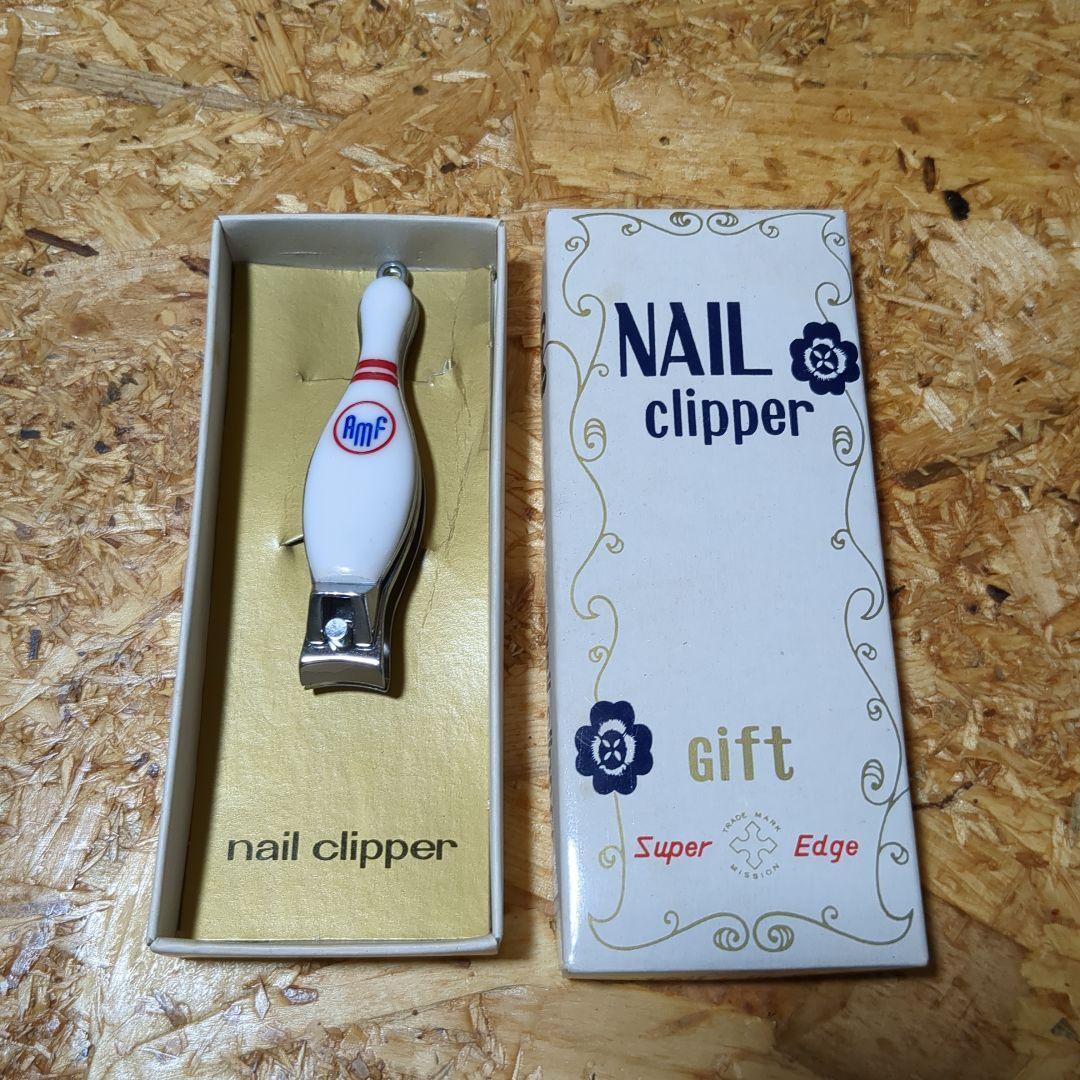 AMF
nail clipper
NAIL
clipper
Gift
Super Edge
TRADE MARK
MISSION